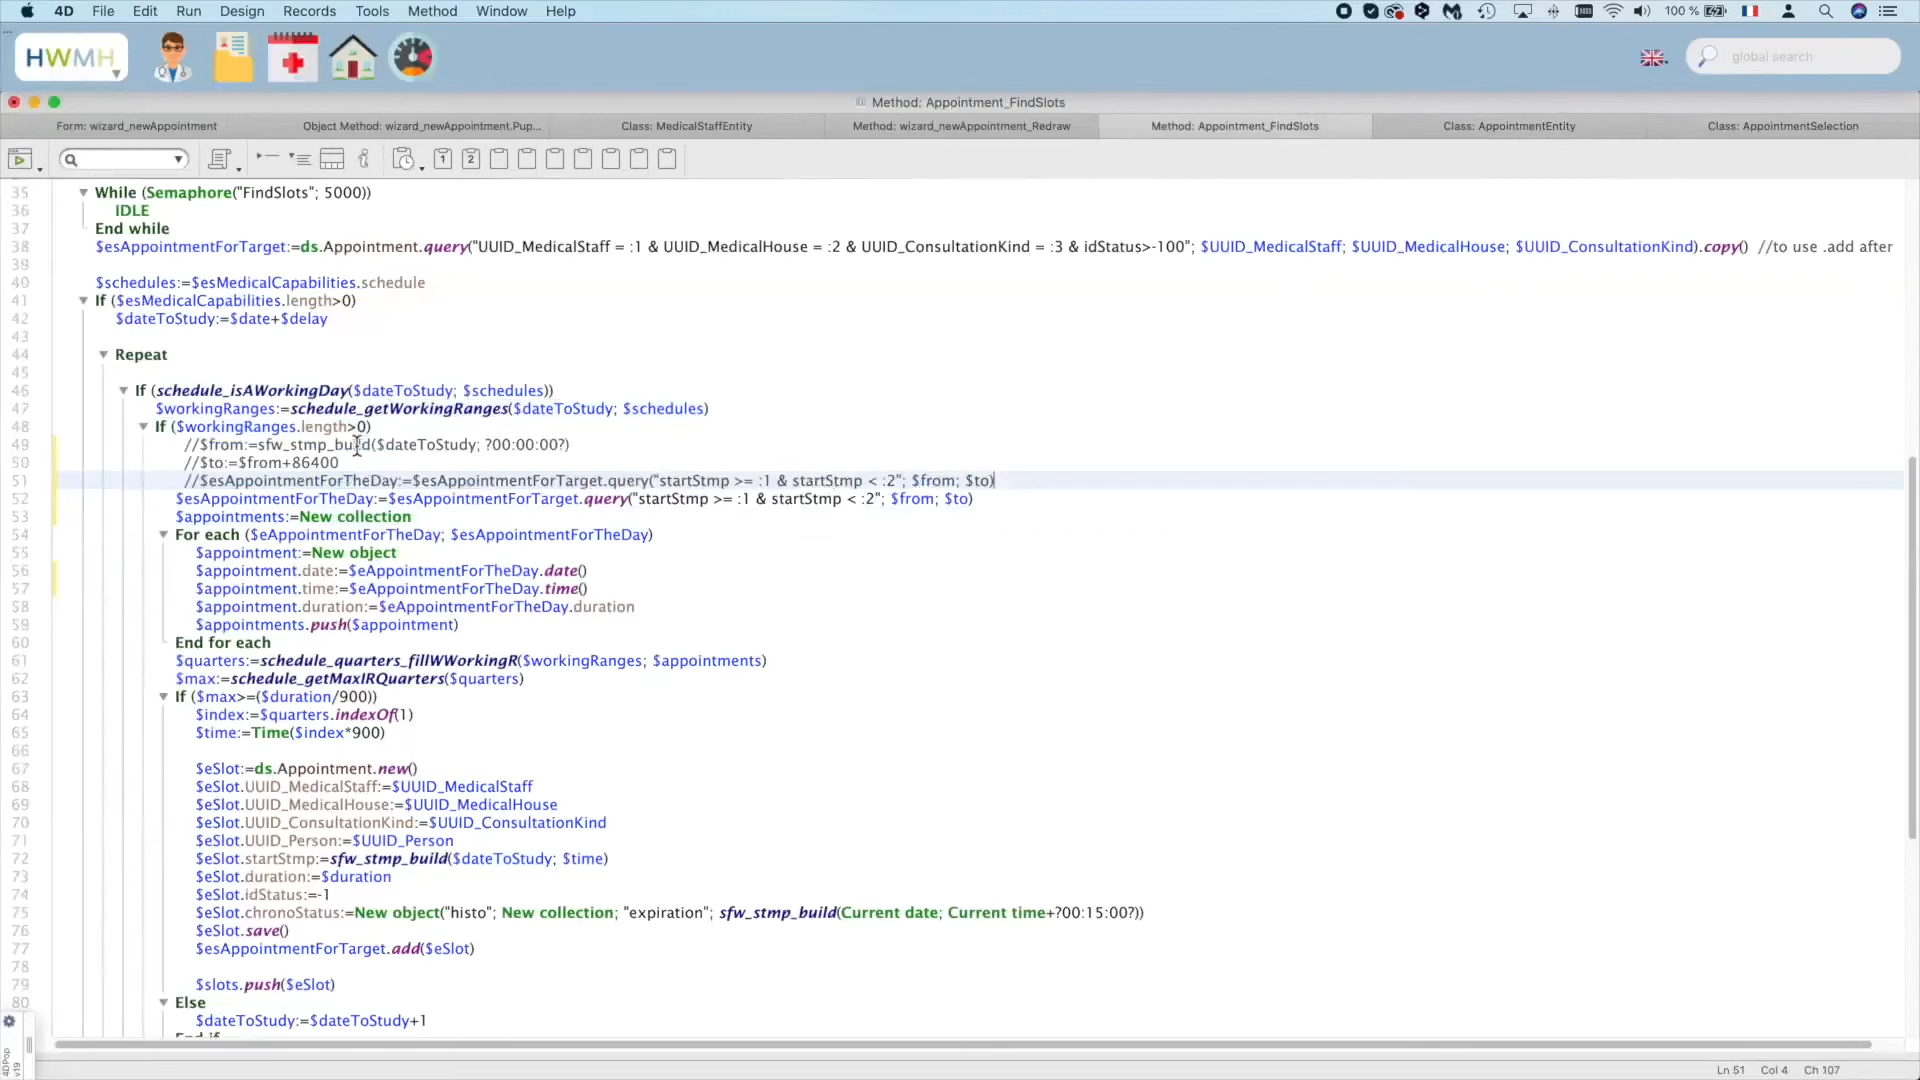 4D File Edit Run Design Records Tools Method Window Help 100 %
HWMH global search
Method: Appointment_FindSlots
Form: wizard_newAppointment Object Method: wizard_newAppointment.Pup... Class: MedicalStaffEntity Method: wizard_newAppointment_Redraw Method: Appointment_FindSlots Class: AppointmentEntity Class: AppointmentSelection
1 2
35 While (Semaphore("FindSlots"; 5000))
36 IDLE
37 End while
38 $esAppointmentForTarget:=ds.Appointment.query("UUID_MedicalStaff = :1 & UUID_MedicalHouse = :2 & UUID_ConsultationKind = :3 & idStatus>-100"; $UUID_MedicalStaff; $UUID_MedicalHouse; $UUID_ConsultationKind).copy() //to use .add after
39
40 $schedules:=$esMedicalCapabilities.schedule
41 If ($esMedicalCapabilities.length>0)
42 $dateToStudy:=$date+$delay
43
44 Repeat
45
46 If (schedule_isAWorkingDay($dateToStudy; $schedules))
47 $workingRanges:=schedule_getWorkingRanges($dateToStudy; $schedules)
48 If ($workingRanges.length>0)
49 //$from:=sfw_stmp_build($dateToStudy; ?00:00:00?)
50 //$to:=$from+86400
51 //$esAppointmentForTheDay:=$esAppointmentForTarget.query("startStmp >= :1 & startStmp < :2"; $from; $to)
52 $esAppointmentForTheDay:=$esAppointmentForTarget.query("startStmp >= :1 & startStmp < :2"; $from; $to)
53 $appointments:=New collection
54 For each ($eAppointmentForTheDay; $esAppointmentForTheDay)
55 $appointment:=New object
56 $appointment.date:=$eAppointmentForTheDay.date()
57 $appointment.time:=$eAppointmentForTheDay.time()
58 $appointment.duration:=$eAppointmentForTheDay.duration
59 $appointments.push($appointment)
60 End for each
61 $quarters:=schedule_quarters_fillWWorkingR($workingRanges; $appointments)
62 $max:=schedule_getMaxIRQuarters($quarters)
63 If ($max>=($duration/900))
64 $index:=$quarters.indexOf(1)
65 $time:=Time($index*900)
66
67 $eSlot:=ds.Appointment.new()
68 $eSlot.UUID_MedicalStaff:=$UUID_MedicalStaff
69 $eSlot.UUID_MedicalHouse:=$UUID_MedicalHouse
70 $eSlot.UUID_ConsultationKind:=$UUID_ConsultationKind
71 $eSlot.UUID_Person:=$UUID_Person
72 $eSlot.startStmp:=sfw_stmp_build($dateToStudy; $time)
73 $eSlot.duration:=$duration
74 $eSlot.idStatus:=-1
75 $eSlot.chronoStatus:=New object("histo"; New collection; "expiration"; sfw_stmp_build(Current date; Current time+?00:15:00?))
76 $eSlot.save()
77 $esAppointmentForTarget.add($eSlot)
78
79 $slots.push($eSlot)
80 Else
$dateToStudy:=$dateToStudy+1
End if
4DPop v19
Ln 51 Col 4 Ch 107